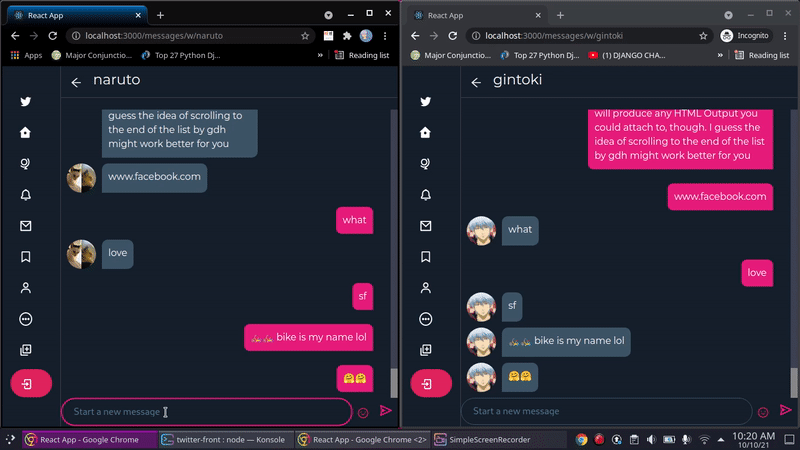 React App
localhost:3000/messages/w/naruto
Apps
Major Conjunctio...
Top 27 Python Dj...
»
Reading list
naruto
guess the idea of scrolling to
the end of the list by gdh
might work better for you
www.facebook.com
what
love
sf
🚲🚲 bike is my name lol
🤗🤗
Start a new message
React App
localhost:3000/messages/w/gintoki
Incognito
Major Conjunctio...
Top 27 Python Dj...
(1) DJANGO CHA...
»
Reading list
gintoki
will produce any HTML Output you
could attach to, though. I guess the
idea of scrolling to the end of the list
by gdh might work better for you
www.facebook.com
what
love
sf
🚲🚲 bike is my name lol
🤗🤗
Start a new message
React App - Google Chrome
twitter-front : node — Konsole
React App - Google Chrome <2>
SimpleScreenRecorder
10:20 AM
10/10/21